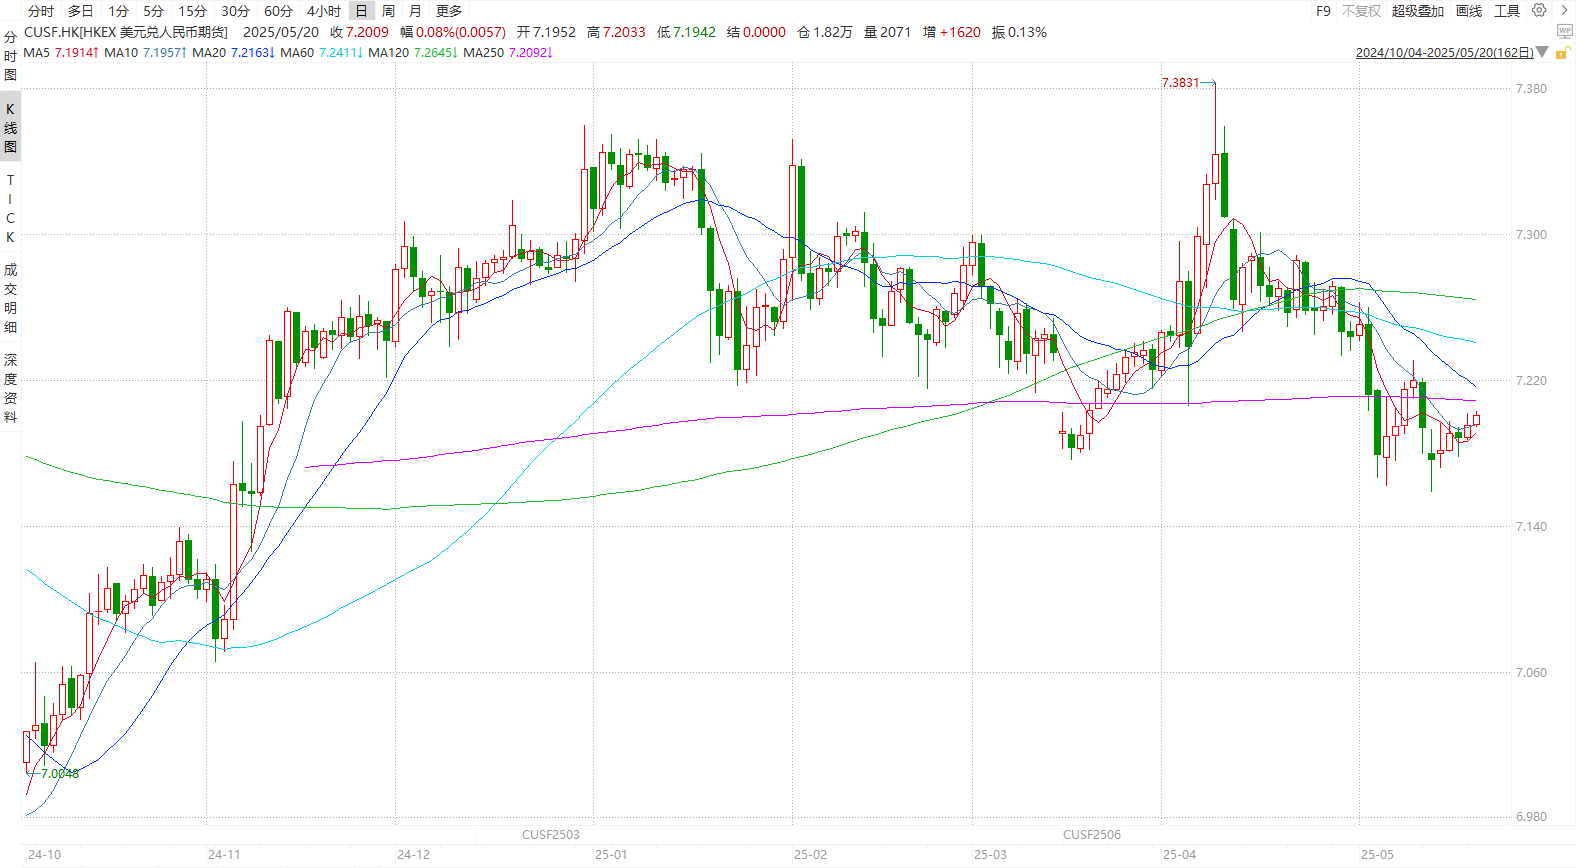 分时 多日 1分 5分 15分 30分 60分 4小时 日 周 月 更多 F9 不复权 超级叠加 画线 工具
CUSF.HK[HKEX 美元兑人民币期货] 2025/05/20 收7.2009 幅0.08%(0.0057) 开7.1952 高7.2033 低7.1942 结0.0000 仓1.82万 量2071 增+1620 振0.13%
MA5 7.1914↑ MA10 7.1957↑ MA20 7.2163↓ MA60 7.2411↓ MA120 7.2645↓ MA250 7.2092↓ 2024/10/04-2025/05/20(162日)
WP
分时图
K线图
TICK
成交明细
深度资料
7.3831
7.380
7.300
7.220
7.140
7.060
6.980
7.0048
CUSF2503 CUSF2506
24-10 24-11 24-12 25-01 25-02 25-03 25-04 25-05